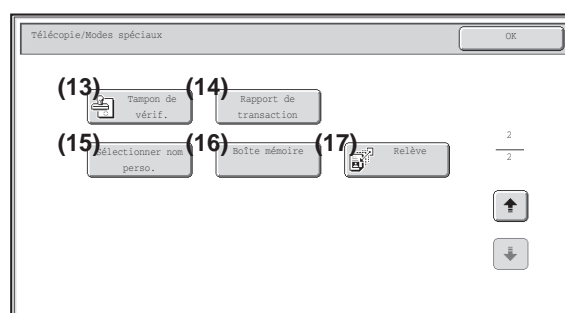 Télécopie/Modes spéciaux
OK
(13)
Tampon de
vérif.
(14)
Rapport de
transaction
(15)
Sélectionner nom
perso.
(16)
Boîte mémoire
(17)
Relève
2
2